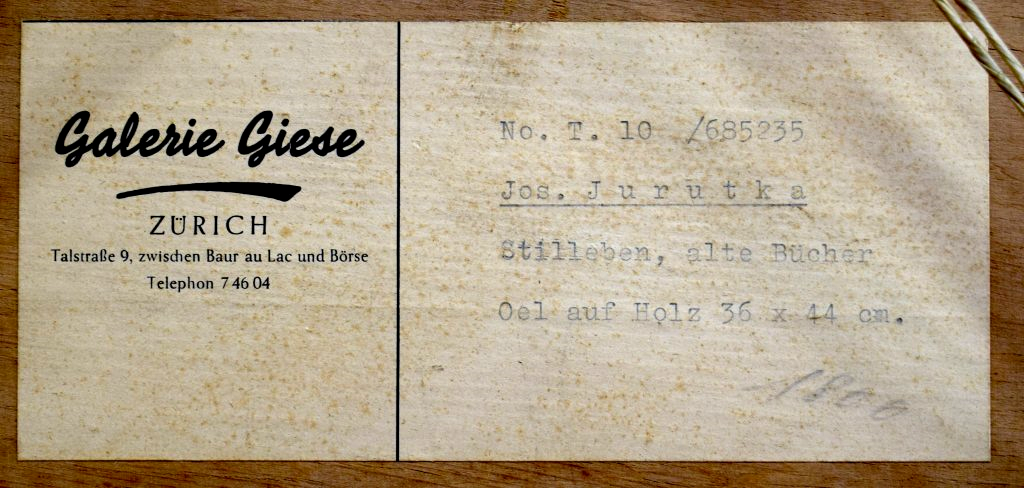 Galerie Giese
ZÜRICH
Talstraße 9, zwischen Baur au Lac und Börse
Telephon 7 46 04
No. T. 10 /685235
Jos. J u r u t k a
Stilleben, alte Bücher
Oel auf Holz 36 x 44 cm.
1800